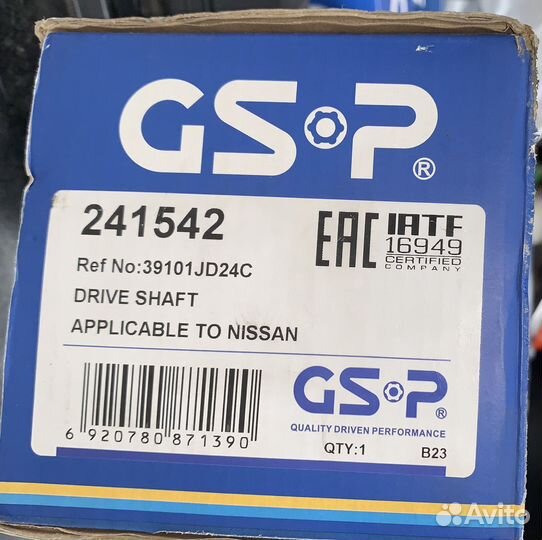 GSP®
241542
EAC IATF
16949
CERTIFIED
COMPANY
Ref No:39101JD24C
DRIVE SHAFT
APPLICABLE TO NISSAN
6 920780 871390
GSP®
QUALITY DRIVEN PERFORMANCE
QTY:1 B23
Avito